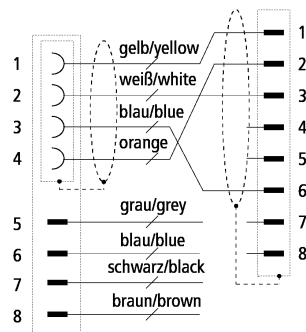 gelb/yellow
1 1
weiß/white
2 2
blau/blue
3 3
orange
4 4
5
6
grau/grey
5 7
blau/blue
6 8
schwarz/black
7
braun/brown
8